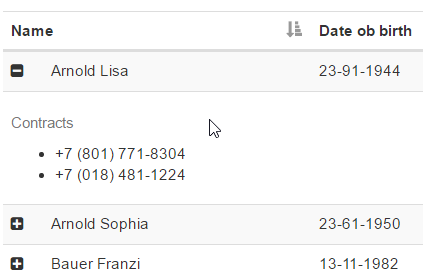 Name Date ob birth
Arnold Lisa 23-91-1944
Contracts
+7 (801) 771-8304
+7 (018) 481-1224
Arnold Sophia 23-61-1950
Bauer Franzi 13-11-1982